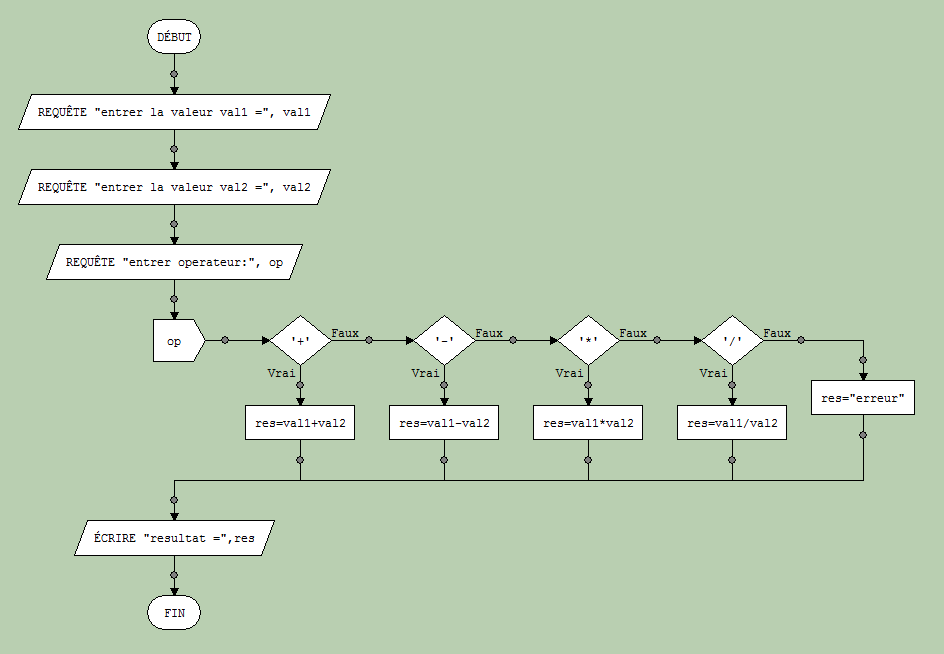 DÉBUT
REQUÊTE "entrer la valeur val1 =", val1
REQUÊTE "entrer la valeur val2 =", val2
REQUÊTE "entrer operateur:", op
op
'+'
Faux
'-'
Faux
'*'
Faux
'/'
Faux
Vrai
Vrai
Vrai
Vrai
res="erreur"
res=val1+val2
res=val1-val2
res=val1*val2
res=val1/val2
ÉCRIRE "resultat =",res
FIN